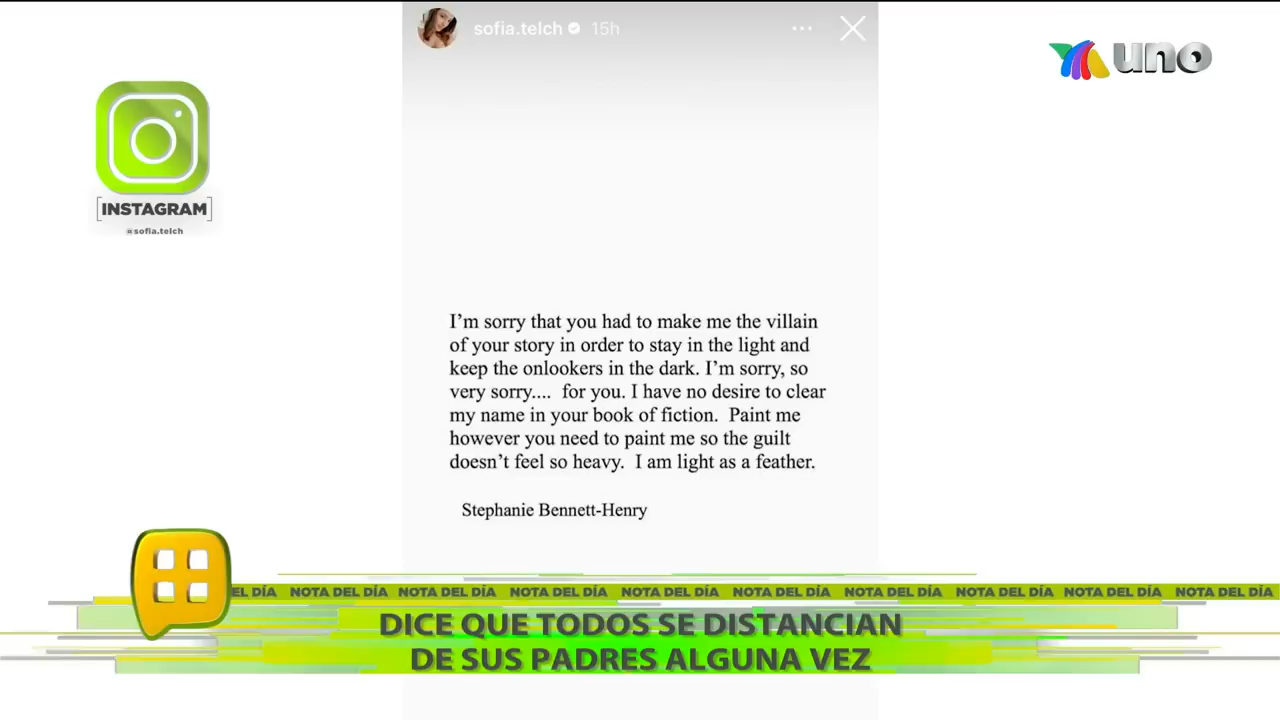 sofia.telch 15h
uno
[INSTAGRAM]
@sofia.telch
I'm sorry that you had to make me the villain
of your story in order to stay in the light and
keep the onlookers in the dark. I'm sorry, so
very sorry.... for you. I have no desire to clear
my name in your book of fiction. Paint me
however you need to paint me so the guilt
doesn't feel so heavy. I am light as a feather.
Stephanie Bennett-Henry
EL DÍA NOTA DEL DÍA NOTA DEL DÍA NOTA DEL DÍA NOTA DEL DÍA NOTA DEL DÍA NOTA DEL DÍA NOTA DEL DÍA NOTA DEL DÍA NOTA DEL DÍA
DICE QUE TODOS SE DISTANCIAN
DE SUS PADRES ALGUNA VEZ